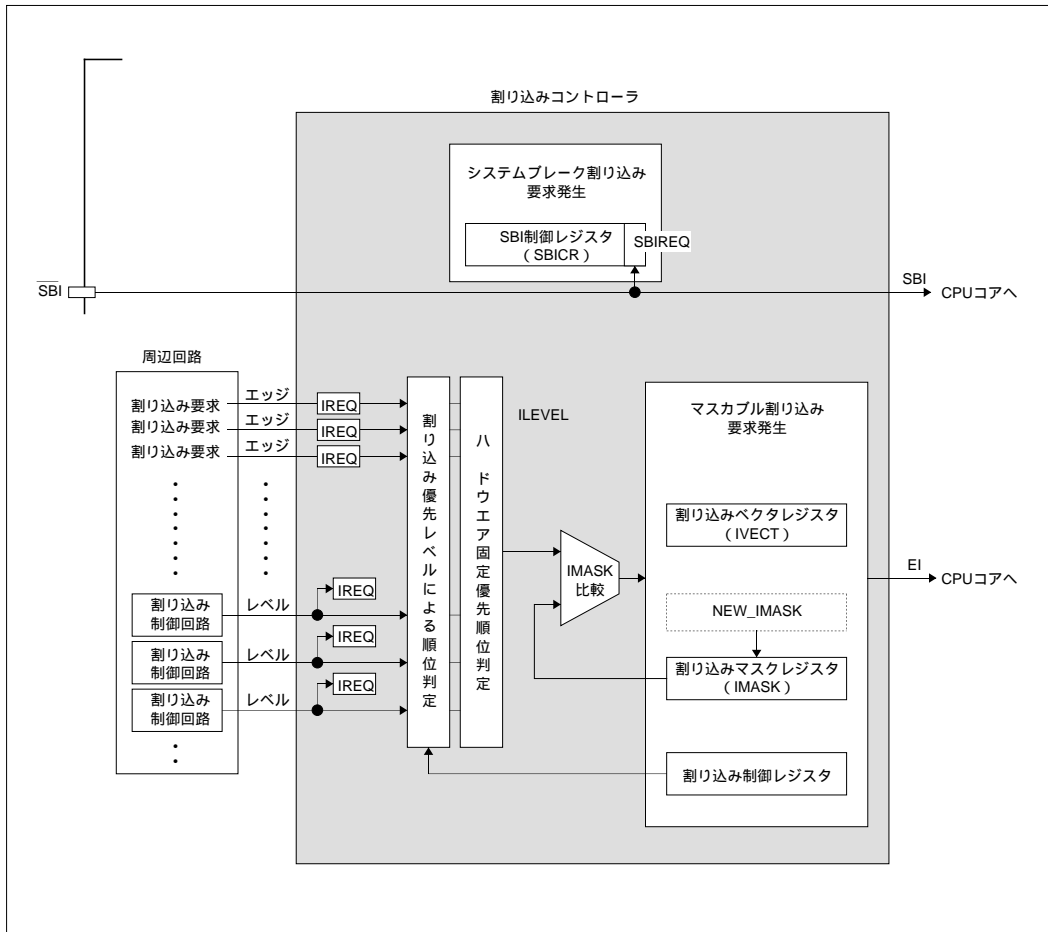 割り込みコントローラ
システムブレーク割り込み
要求発生
SBI制御レジスタ
（SBICR）
SBIREQ
SBI
SBI
CPUコアへ
周辺回路
割り込み要求
エッジ
IREQ
割り込み要求
エッジ
IREQ
割り込み要求
エッジ
IREQ
割り込み
制御回路
レベル
IREQ
割り込み
制御回路
レベル
IREQ
割り込み
制御回路
レベル
IREQ
割り込み優先レベルによる順位判定
ハ ドウエア固定優先順位判定
ILEVEL
IMASK
比較
マスカブル割り込み
要求発生
割り込みベクタレジスタ
（IVECT）
NEW_IMASK
割り込みマスクレジスタ
（IMASK）
割り込み制御レジスタ
EI
CPUコアへ